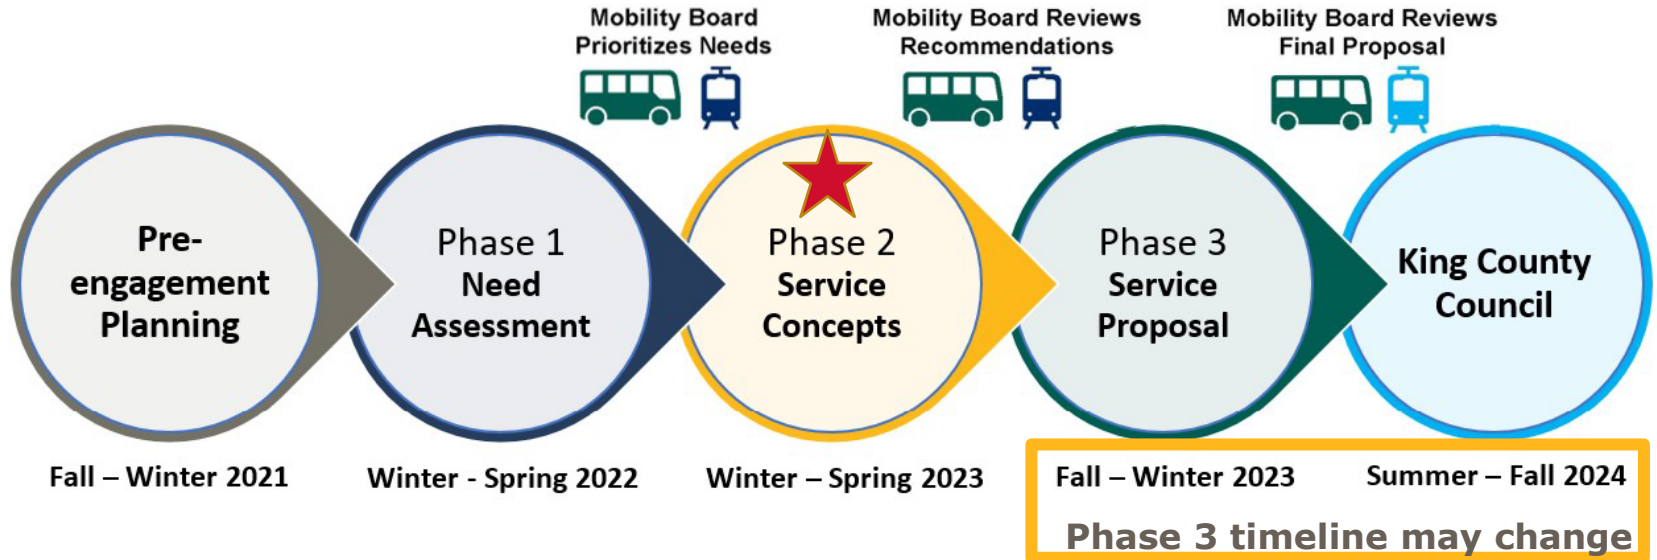 Mobility Board
Prioritizes Needs
Mobility Board Reviews
Recommendations
Mobility Board Reviews
Final Proposal
Pre-
engagement
Planning
Phase 1
Need
Assessment
Phase 2
Service
Concepts
Phase 3
Service
Proposal
King County
Council
Fall – Winter 2021
Winter - Spring 2022
Winter – Spring 2023
Fall – Winter 2023
Summer – Fall 2024
Phase 3 timeline may change